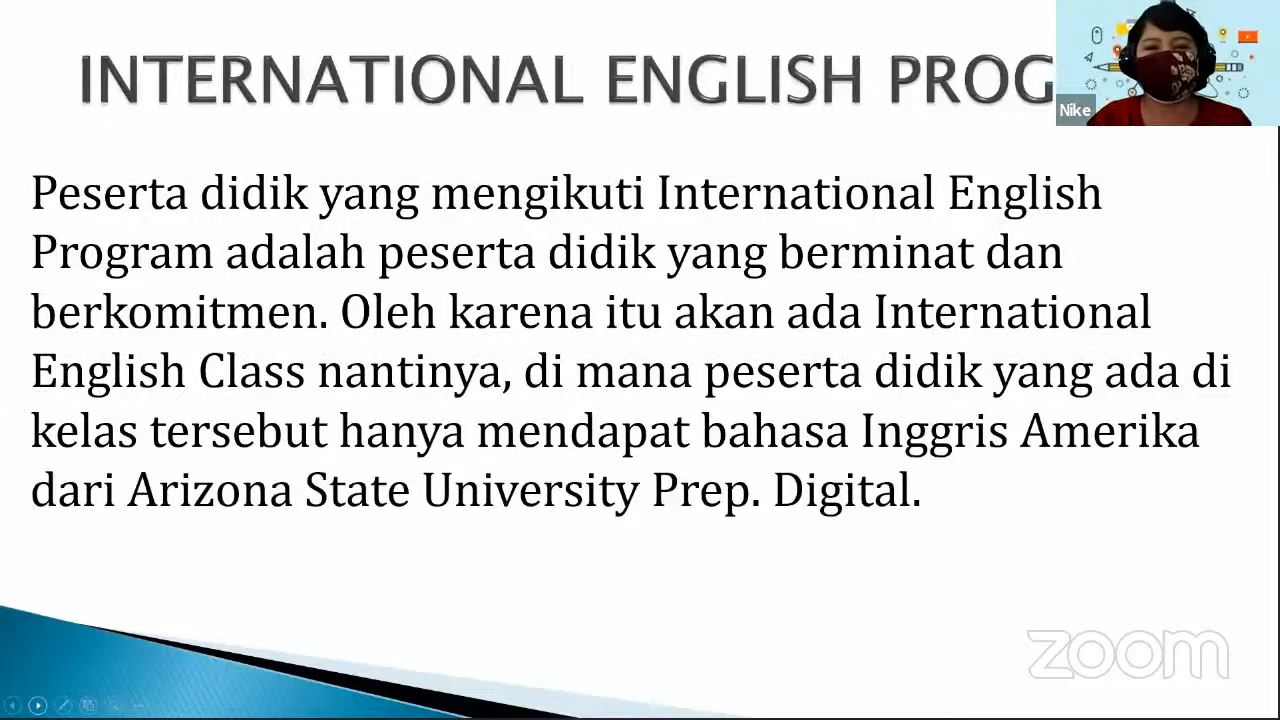 INTERNATIONAL ENGLISH PROG
Nike
Peserta didik yang mengikuti International English
Program adalah peserta didik yang berminat dan
berkomitmen. Oleh karena itu akan ada International
English Class nantinya, di mana peserta didik yang ada di
kelas tersebut hanya mendapat bahasa Inggris Amerika
dari Arizona State University Prep. Digital.
zoom